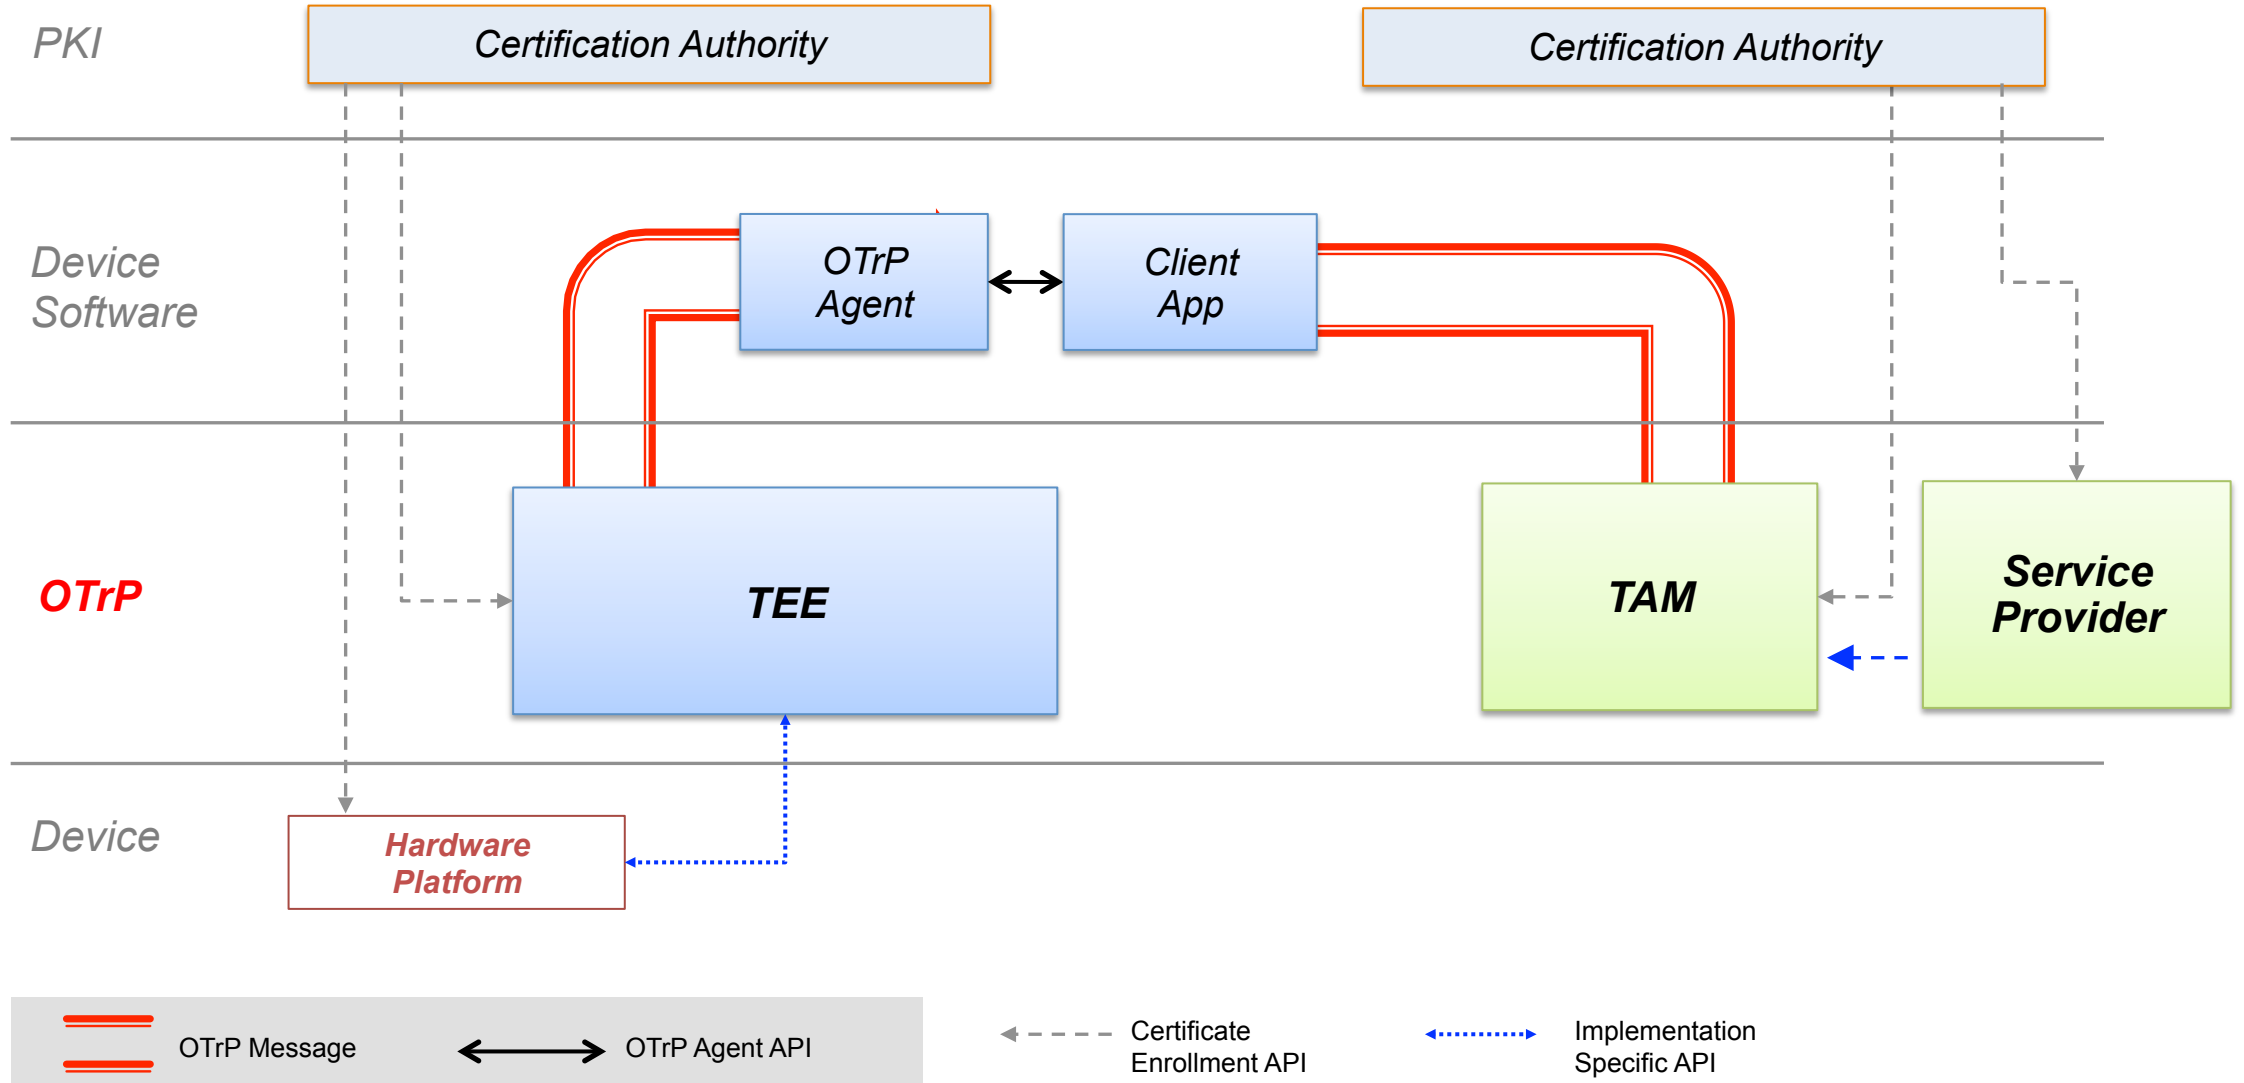 PKI
Certification Authority
Certification Authority
Device
Software
OTrP
Agent
Client
App
OTrP
TEE
TAM
Service
Provider
Device
Hardware
Platform
OTrP Message
OTrP Agent API
Certificate
Enrollment API
Implementation
Specific API